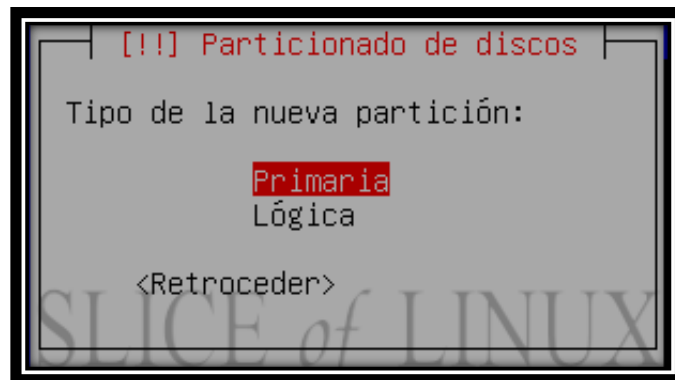 [!!] Particionado de discos
Tipo de la nueva partición:
Primaria
Lógica
<Retroceder>
SLICE of LINUX